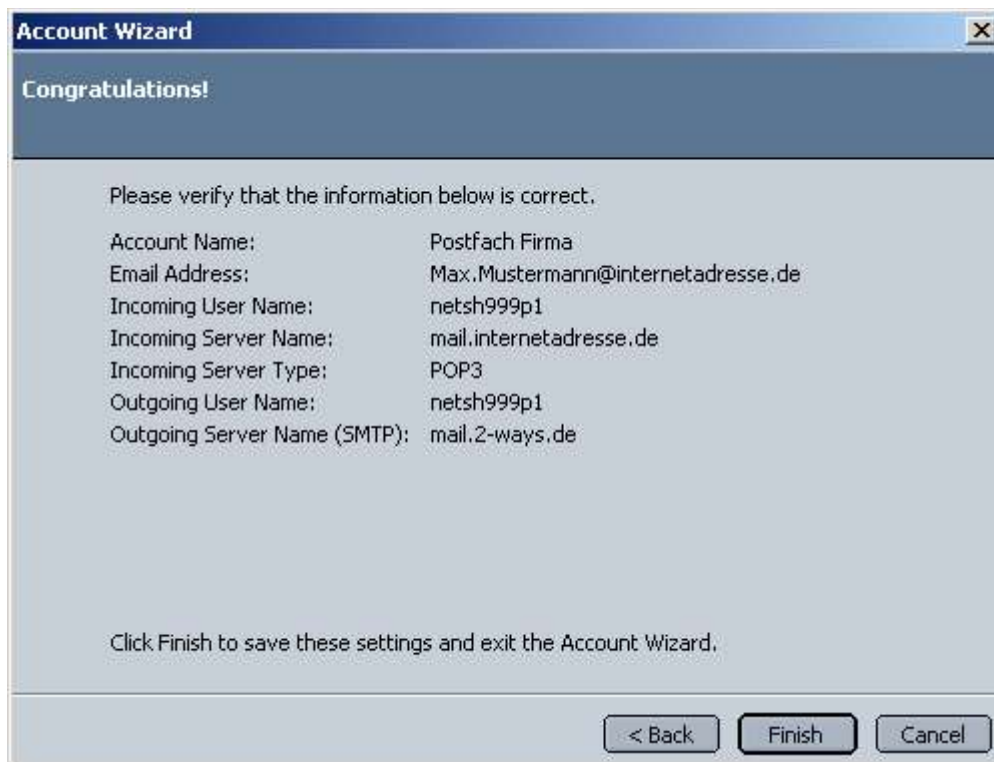 Account Wizard
Congratulations!
Please verify that the information below is correct.
Account Name: Postfach Firma
Email Address: Max.Mustermann@internetadresse.de
Incoming User Name: netsh999p1
Incoming Server Name: mail.internetadresse.de
Incoming Server Type: POP3
Outgoing User Name: netsh999p1
Outgoing Server Name (SMTP): mail.2-ways.de
Click Finish to save these settings and exit the Account Wizard.
< Back Finish Cancel